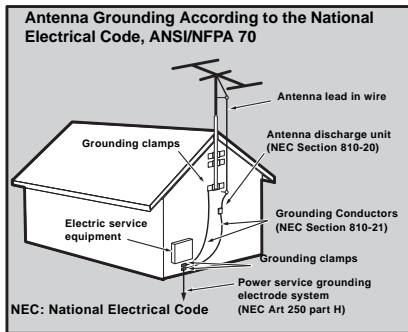 Antenna Grounding According to the National
Electrical Code, ANSI/NFPA 70
Antenna lead in wire
Grounding clamps
Antenna discharge unit
(NEC Section 810-20)
Electric service
equipment
Grounding Conductors
(NEC Section 810-21)
Grounding clamps
Power service grounding
electrode system
(NEC Art 250 part H)
NEC: National Electrical Code